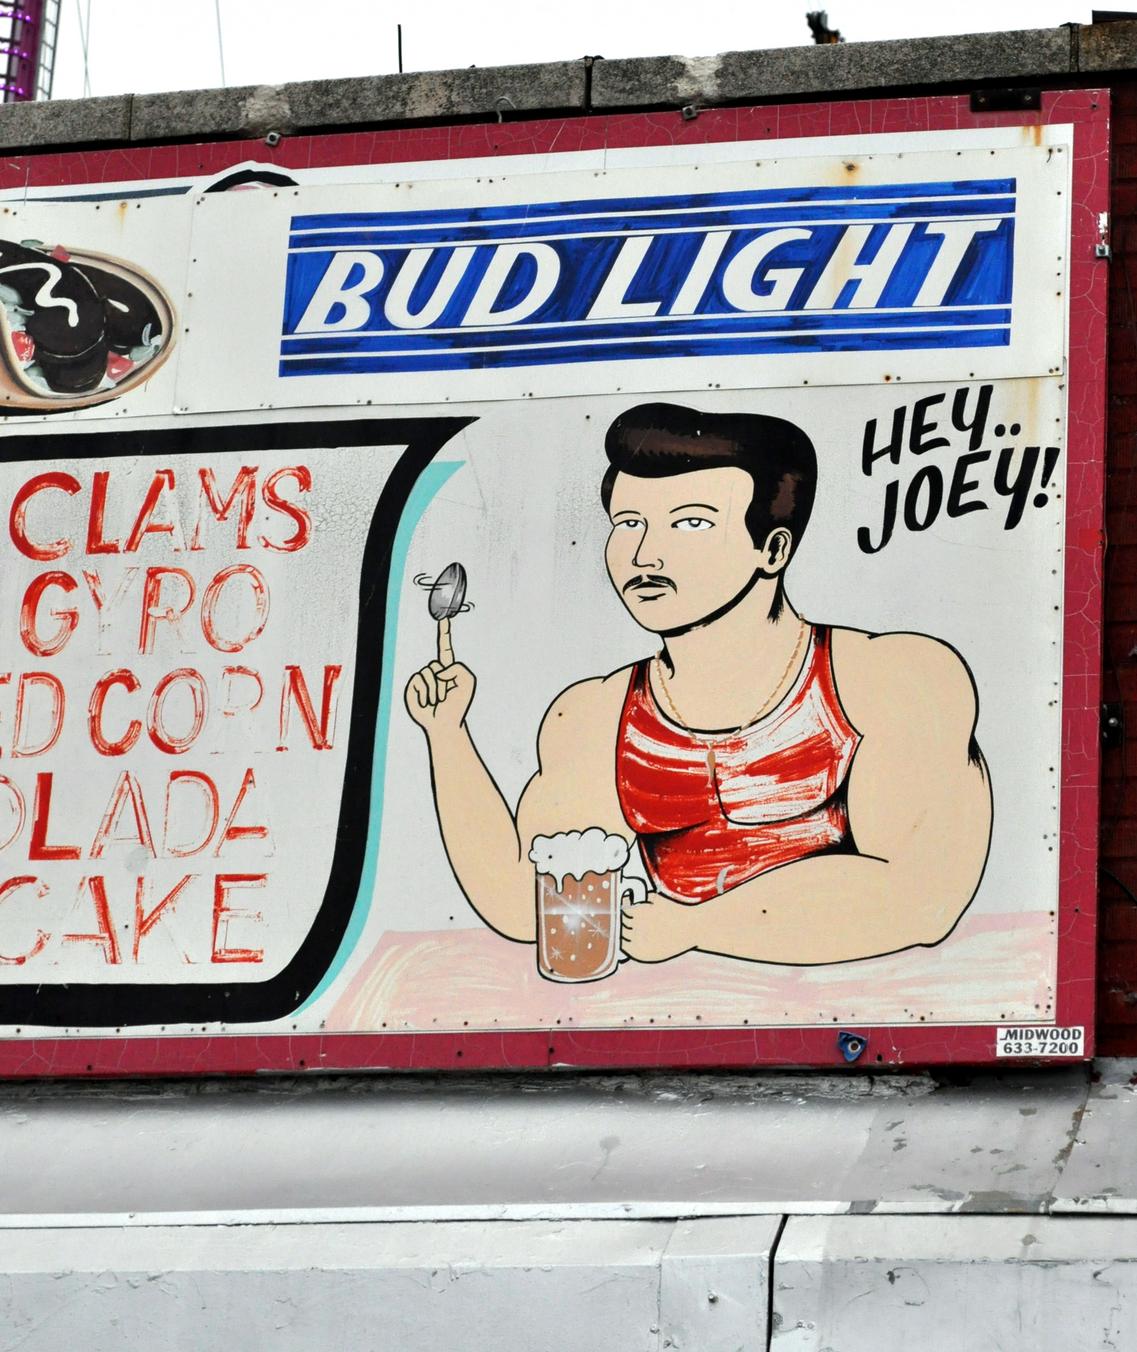 BUD LIGHT
HEY..
JOEY!
CLAMS
GYRO
ED CORN
OLADA
CAKE
MIDWOOD
633-7200